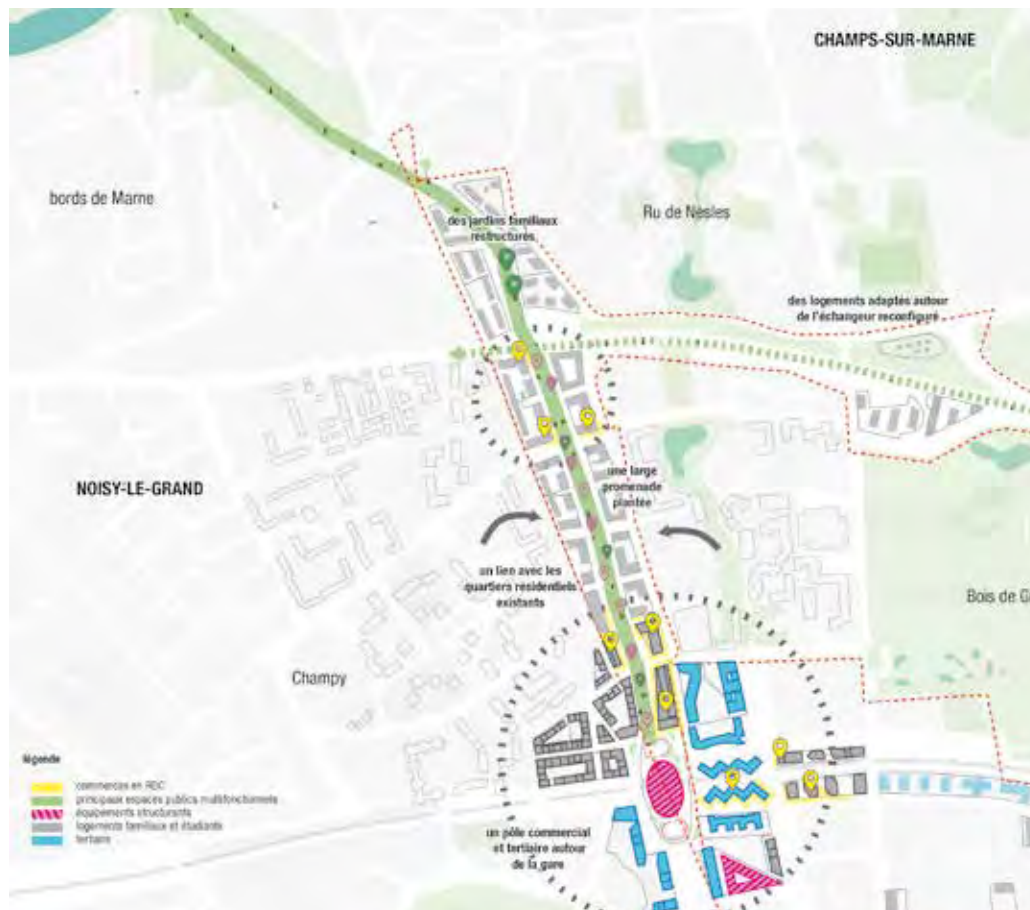 CHAMPS-SUR-MARNE
bords de Marne
Ru de Nesles
des jardins familiaux
restructurés
des logements adaptés autour
de l'échangeur reconfiguré
NOISY-LE-GRAND
une large
promenade
plantée
un lien avec les
quartiers residentiels
existants
Bois de G
Champy
légende
commerces en RDC
principaux espaces publics multifonctionnels
équipements structurants
logements familiaux et étudiants
tertiaire
un pôle commercial
et tertiaire autour
de la gare